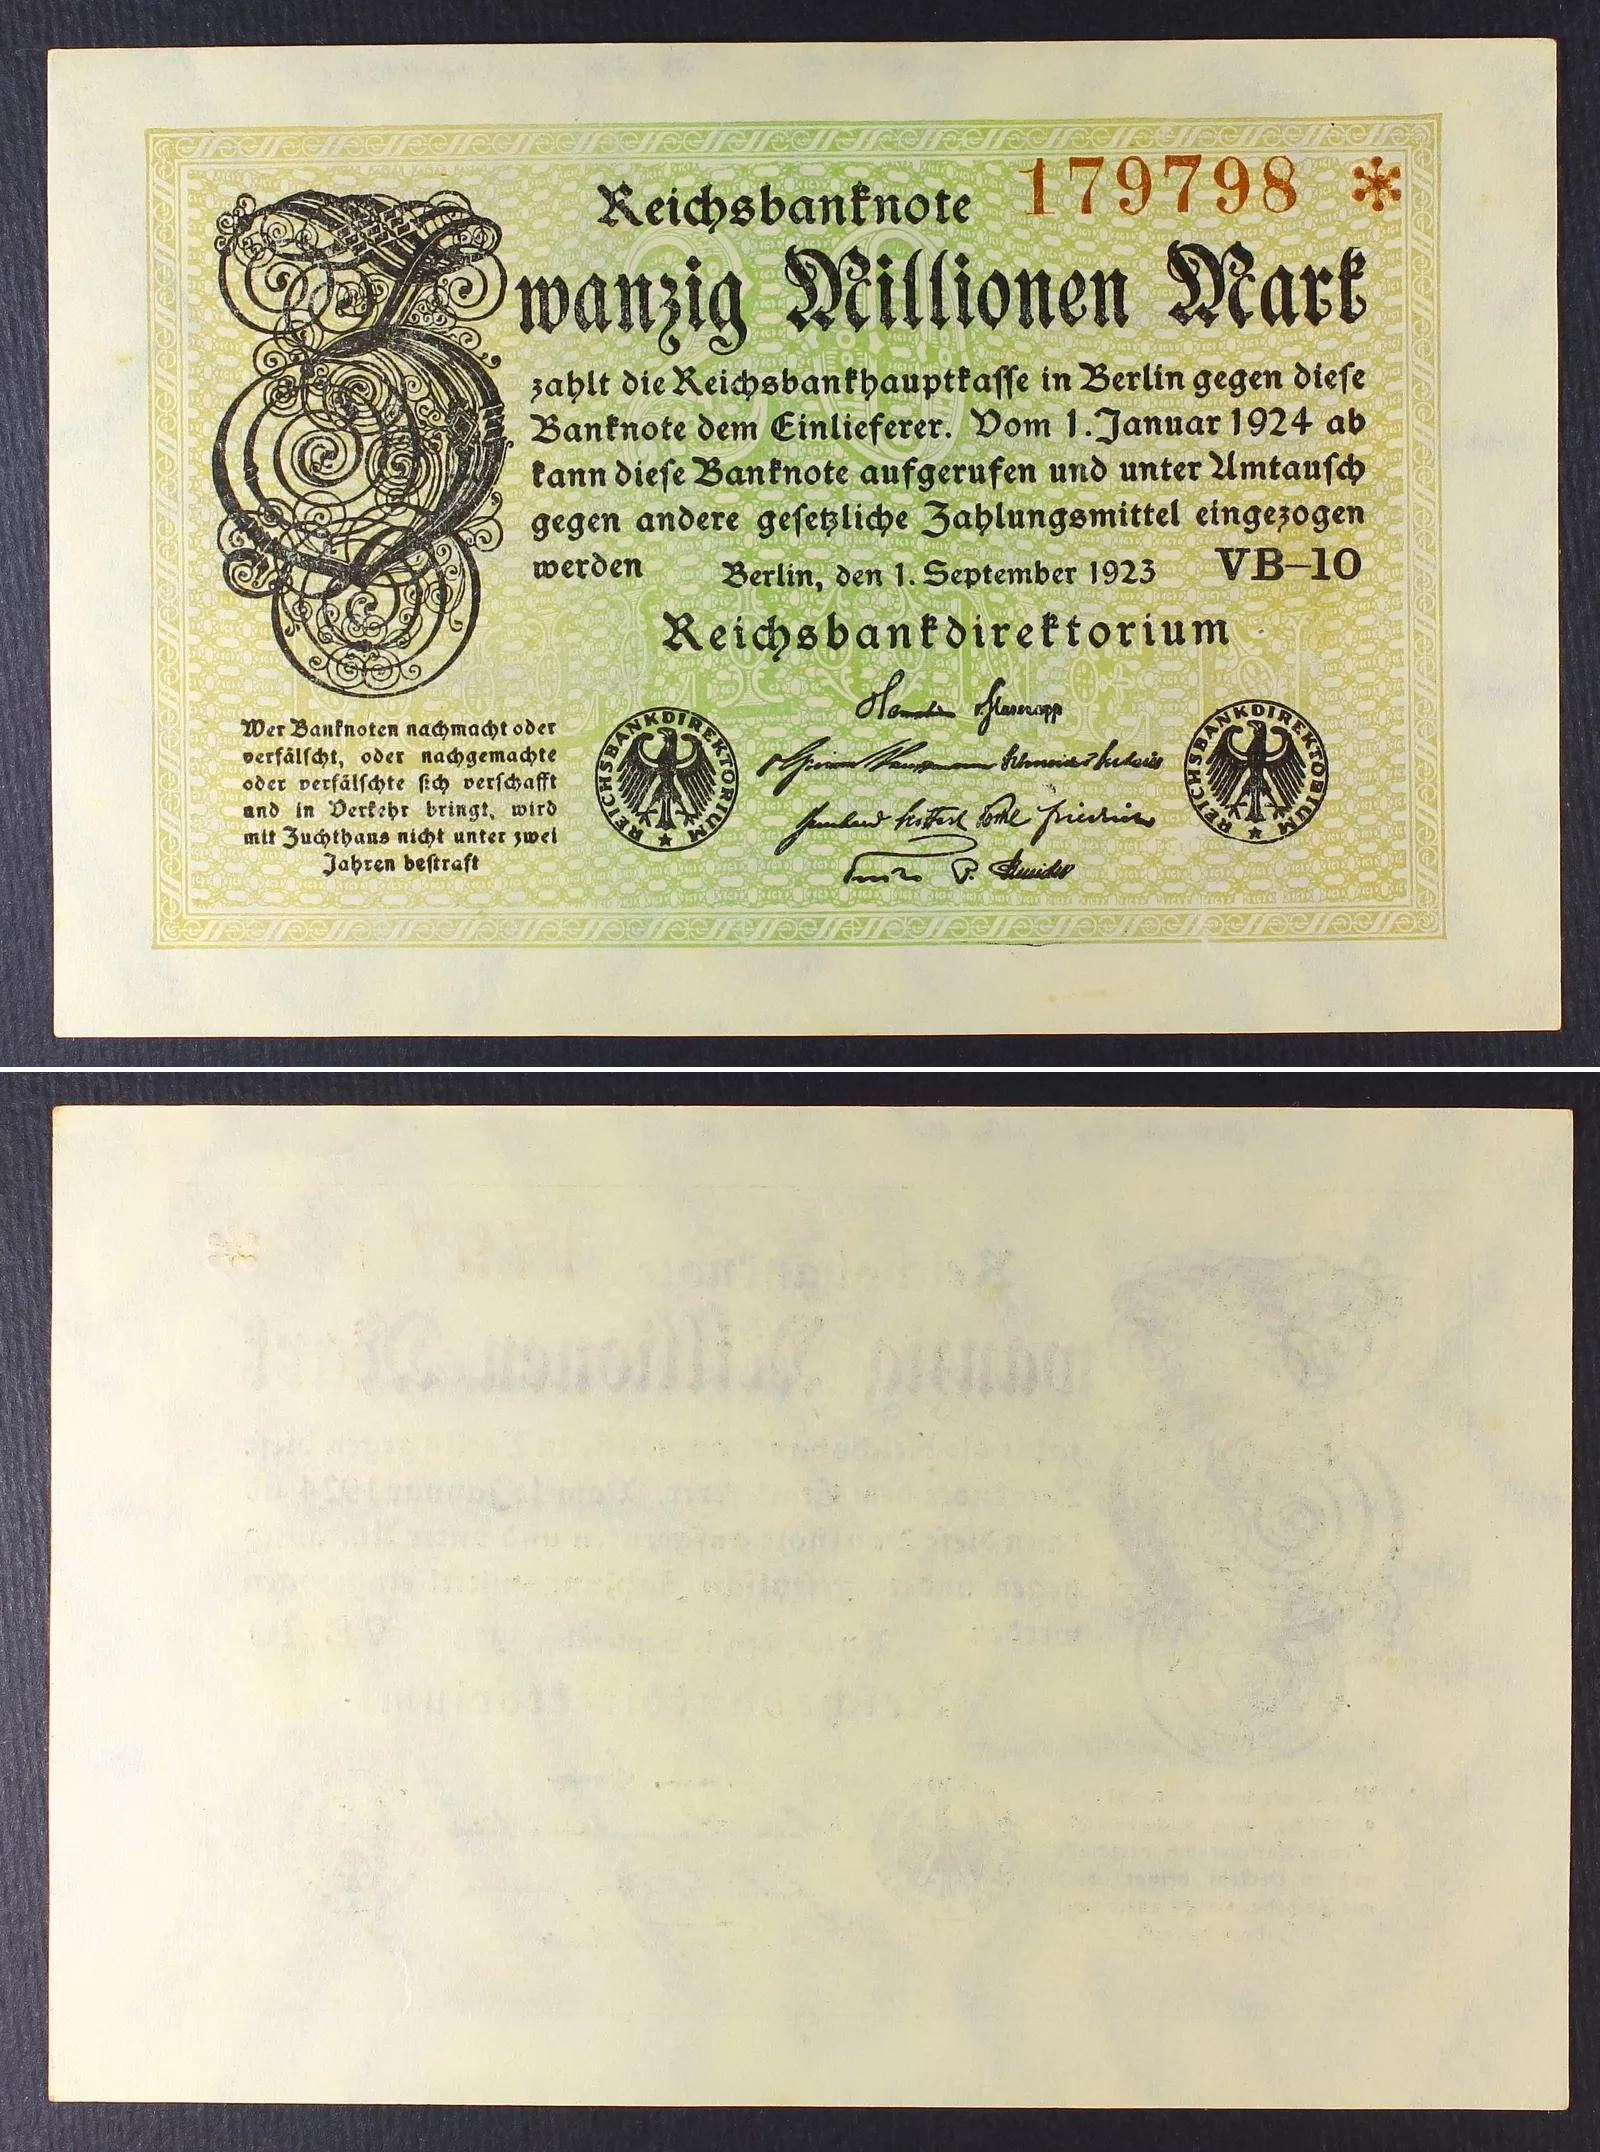 Reichsbanknote 179798 *
Zwanzig Millionen Mark
zahlt die Reichsbankhauptkasse in Berlin gegen diese
Banknote dem Einlieferer. Vom 1. Januar 1924 ab
kann diese Banknote aufgerufen und unter Umtausch
gegen andere gesetzliche Zahlungsmittel eingezogen
werden
Berlin, den 1. September 1923 VB-10
Reichsbankdirektorium
Wer Banknoten nachmacht oder
verfälscht, oder nachgemachte
oder verfälschte sich verschafft
und in Verkehr bringt, wird
mit Zuchthaus nicht unter zwei
Jahren bestraft
REICHSBANKDIREKTORIUM
REICHSBANKDIREKTORIUM